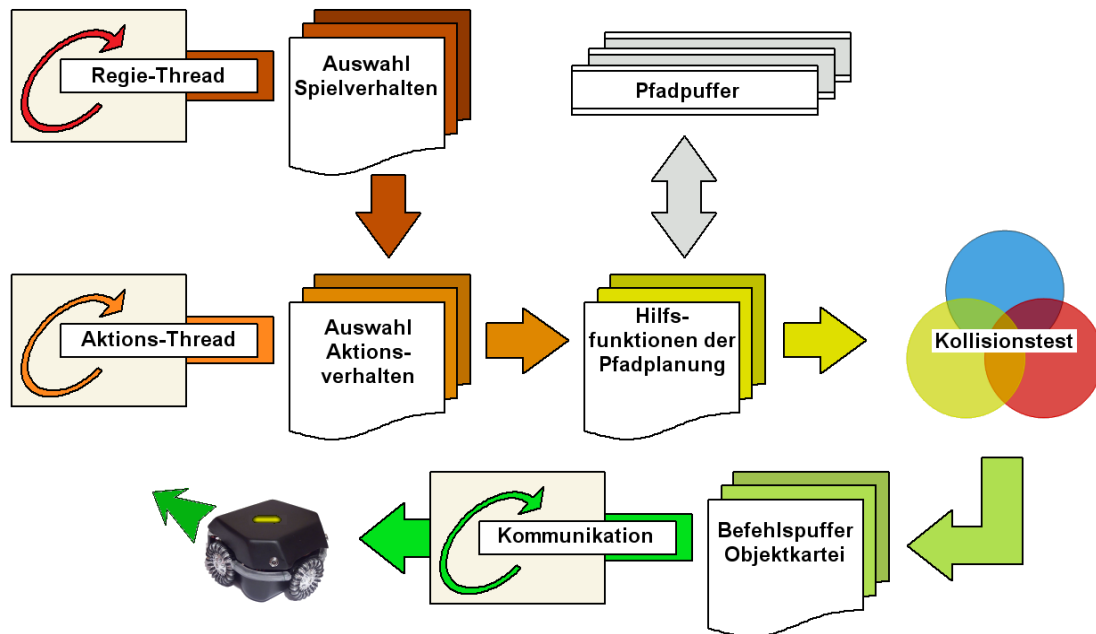 Regie-Thread
Auswahl
Spielverhalten
Pfadpuffer
Aktions-Thread
Auswahl
Aktions-
verhalten
Hilfs-
funktionen der
Pfadplanung
Kollisionstest
Kommunikation
Befehlspuffer
Objektkartei